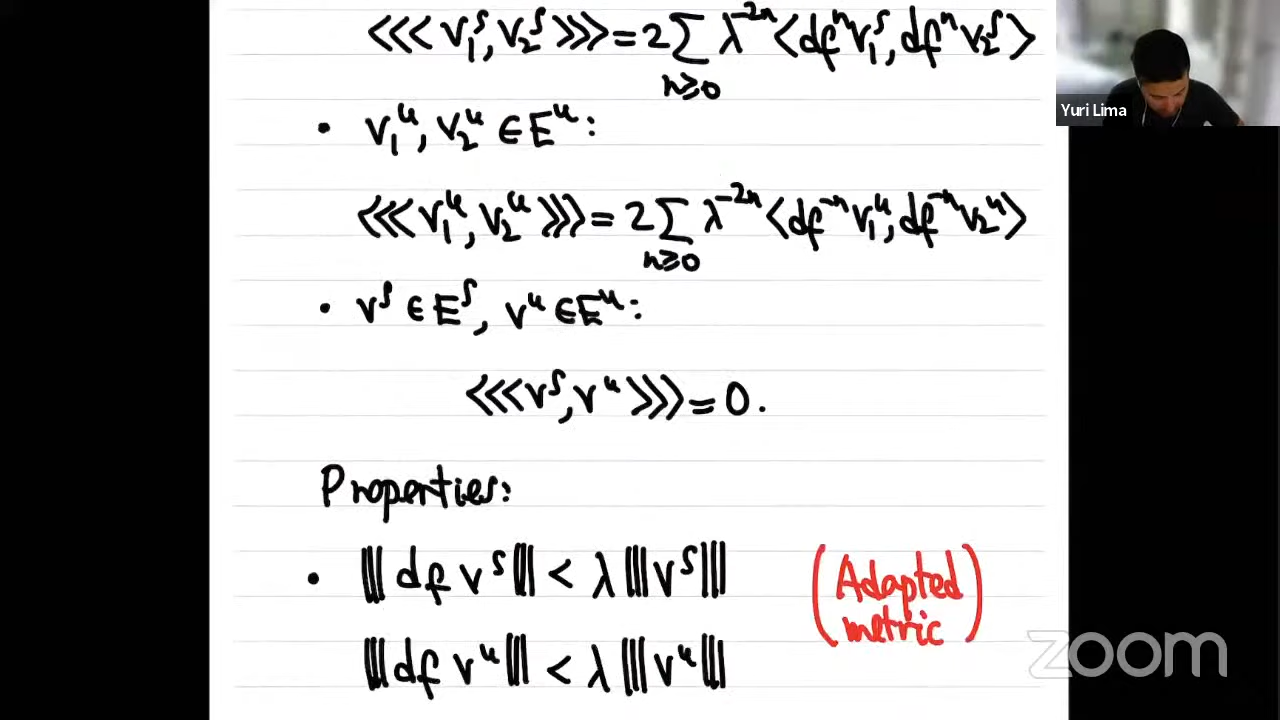 <<< v₁ˢ, v₂ˢ >>> = 2 ∑ λ⁻²ⁿ ⟨dfⁿv₁ˢ, dfⁿv₂ˢ⟩
n≥0
Yuri Lima
• v₁ᵘ, v₂ᵘ ∈ Eᵘ:
<<< v₁ᵘ, v₂ᵘ >>> = 2 ∑ λ⁻²ⁿ ⟨df⁻ⁿv₁ᵘ, df⁻ⁿv₂ᵘ⟩
n≥0
• vˢ ∈ Eˢ, vᵘ ∈ Eᵘ:
<<< vˢ, vᵘ >>> = 0.
Properties:
• ||| df vˢ ||| < λ ||| vˢ |||
(Adapted
metric)
||| df vᵘ ||| < λ ||| vᵘ |||
zoom